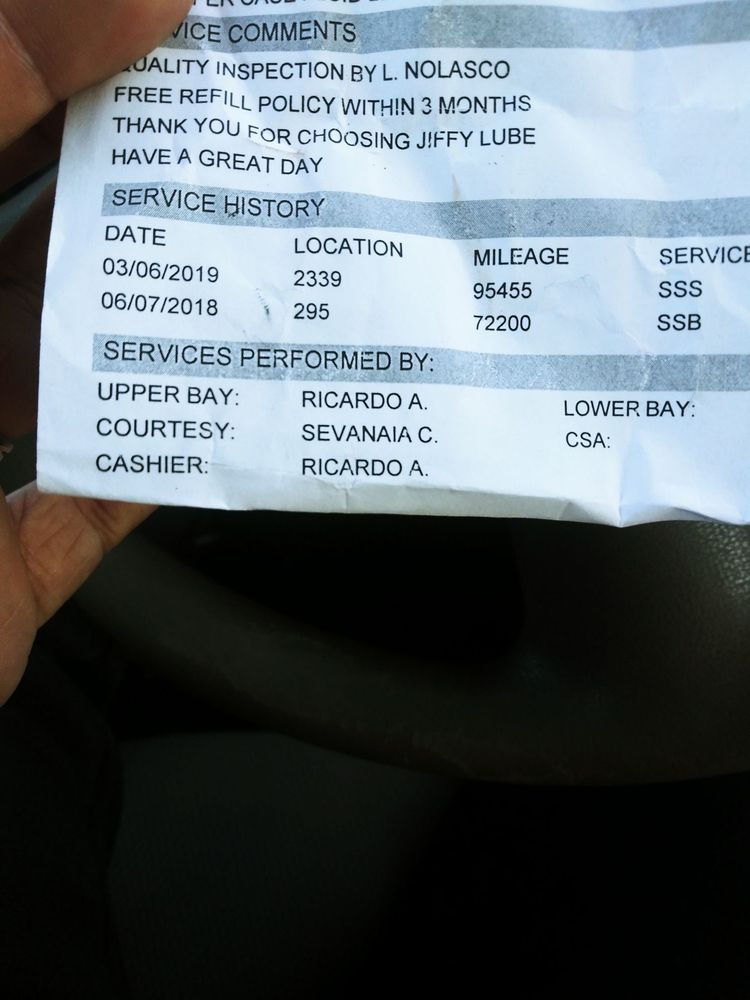 VICE COMMENTS
QUALITY INSPECTION BY L. NOLASCO
FREE REFILL POLICY WITHIN 3 MONTHS
THANK YOU FOR CHOOSING JIFFY LUBE
HAVE A GREAT DAY
SERVICE HISTORY
DATE LOCATION MILEAGE SERVICE
03/06/2019 2339 95455 SSS
06/07/2018 295 72200 SSB
SERVICES PERFORMED BY:
UPPER BAY: RICARDO A. LOWER BAY:
COURTESY: SEVANAIA C. CSA:
CASHIER: RICARDO A.